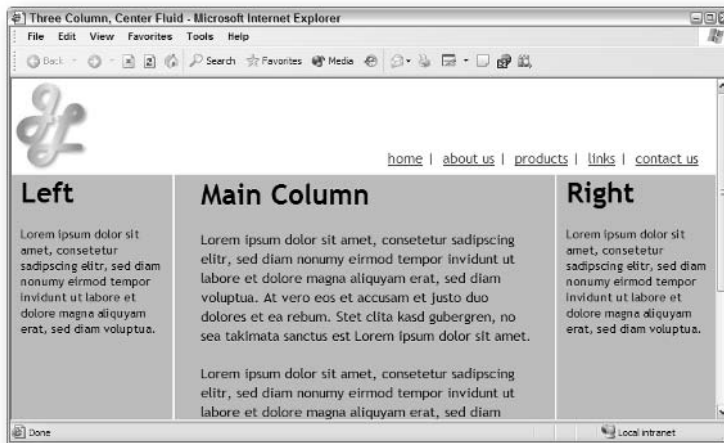 Three Column, Center Fluid - Microsoft Internet Explorer
File Edit View Favorites Tools Help
Back Search Favorites Media
home | about us | products | links | contact us
Left
Lorem ipsum dolor sit
amet, consetetur
sadipscing elitr, sed diam
nonumy eirmod tempor
invidunt ut labore et
dolore magna aliquyam
erat, sed diam voluptua.
Main Column
Lorem ipsum dolor sit amet, consetetur sadipscing
elitr, sed diam nonumy eirmod tempor invidunt ut
labore et dolore magna aliquyam erat, sed diam
voluptua. At vero eos et accusam et justo duo
dolores et ea rebum. Stet clita kasd gubergren, no
sea takimata sanctus est Lorem ipsum dolor sit amet.
Lorem ipsum dolor sit amet, consetetur sadipscing
elitr, sed diam nonumy eirmod tempor invidunt ut
labore et dolore magna aliquyam erat, sed diam
Right
Lorem ipsum dolor sit
amet, consetetur
sadipscing elitr, sed diam
nonumy eirmod tempor
invidunt ut labore et
dolore magna aliquyam
erat, sed diam voluptua.
Done
Local intranet